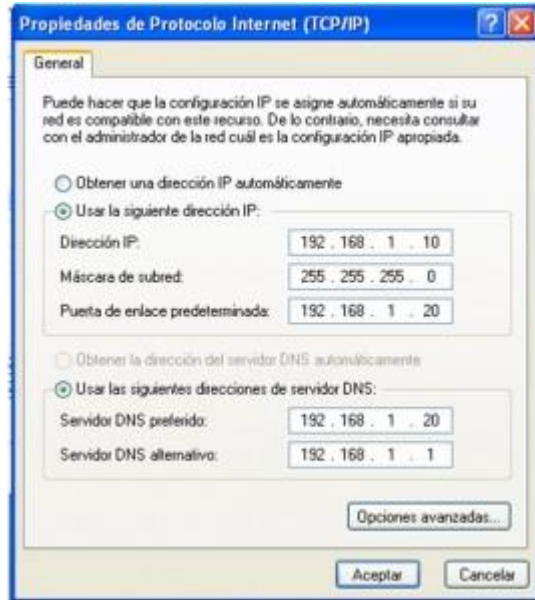 Propiedades de Protocolo Internet (TCP/IP)
General
Puede hacer que la configuración IP se asigne automáticamente si su
red es compatible con este recurso. De lo contrario, necesita consultar
con el administrador de la red cuál es la configuración IP apropiada.
Obtener una dirección IP automáticamente
Usar la siguiente dirección IP:
Dirección IP: 192 . 168 . 1 . 10
Máscara de subred: 255 . 255 . 255 . 0
Puerta de enlace predeterminada: 192 . 168 . 1 . 20
Obtener la dirección del servidor DNS automáticamente
Usar las siguientes direcciones de servidor DNS:
Servidor DNS preferido: 192 . 168 . 1 . 20
Servidor DNS alternativo: 192 . 168 . 1 . 1
Opciones avanzadas...
Aceptar Cancelar